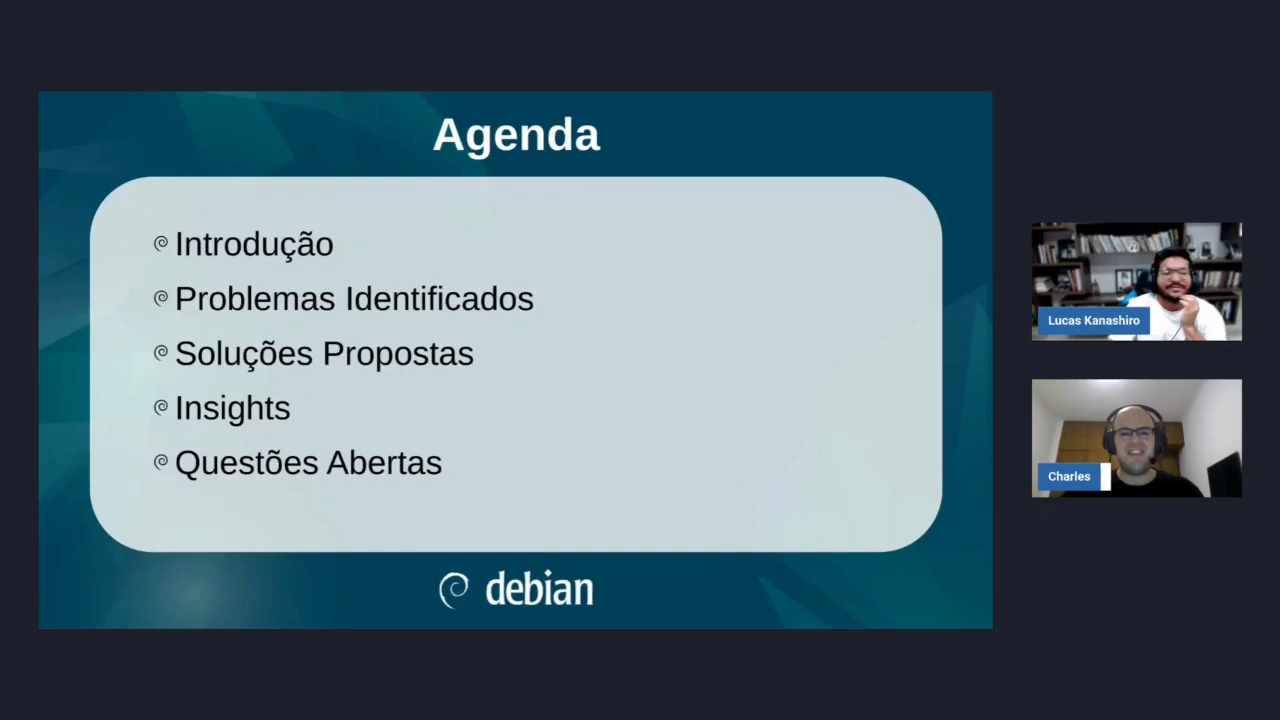 Agenda
Introdução
Problemas Identificados
Soluções Propostas
Insights
Questões Abertas
debian
Lucas Kanashiro
Charles